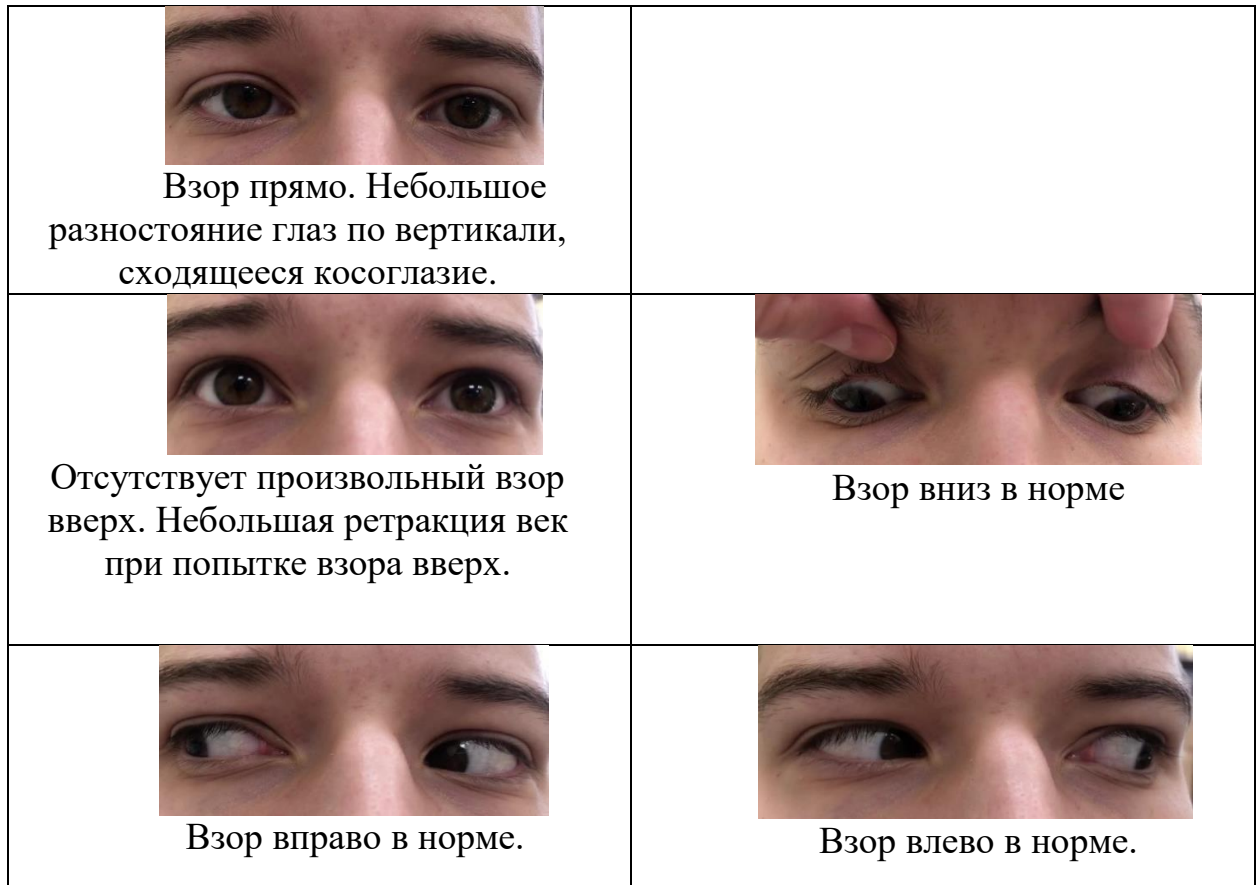 Взор прямо. Небольшое
разностояние глаз по вертикали,
сходящееся косоглазие.
Отсутствует произвольный взор
вверх. Небольшая ретракция век
при попытке взора вверх.
Взор вниз в норме
Взор вправо в норме.
Взор влево в норме.